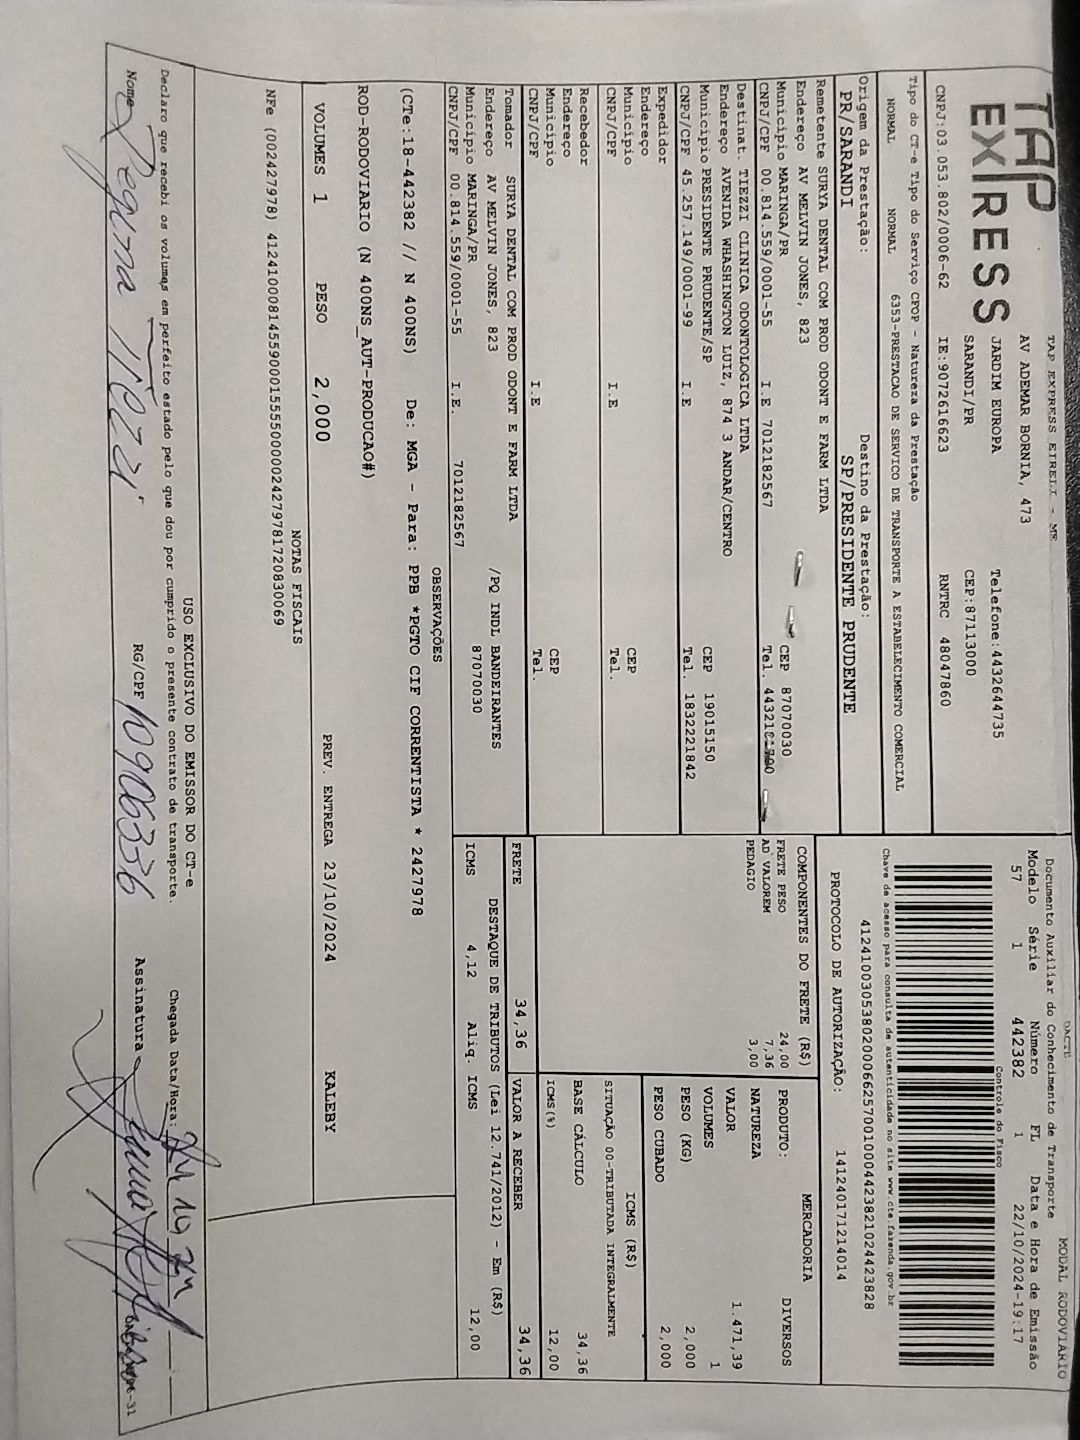 TAP EXPRESS
TAP EXPRESS EIRELI - ME
AV ADEMAR BORNIA, 473
JARDIM EUROPA
SARANDI/PR
Telefone:4432644735
CEP:87113000
CNPJ:03.053.802/0006-62 IE:9072616623 RNTRC 48047860
Tipo do CT-e Tipo do Serviço CFOP - Natureza da Prestação
NORMAL NORMAL 6353-PRESTACAO DE SERVICO DE TRANSPORTE A ESTABELECIMENTO COMERCIAL
Origem da Prestação: Destino da Prestação:
PR/SARANDI SP/PRESIDENTE PRUDENTE
DACTE MODAL RODOVIÁRIO
Documento Auxiliar do Conhecimento de Transporte
Modelo Série Número FL Data e Hora de Emissão
57 1 442382 1 22/10/2024-19:17
Controle do Fisco
Chave de acesso para consulta de autenticidade no site www.cte.fazenda.gov.br
41241003053802000662570010004423821024423828
PROTOCOLO DE AUTORIZAÇÃO: 141240171214014
Remetente SURYA DENTAL COM PROD ODONT E FARM LTDA
Endereço AV MELVIN JONES, 823
Município MARINGA/PR CEP 87070030
CNPJ/CPF 00.814.559/0001-55 I.E 7012182567 Tel.
Destinat. TIEZZI CLINICA ODONTOLOGICA LTDA
Endereço AVENIDA WHASHINGTON LUIZ, 874 3 ANDAR/CENTRO
Município PRESIDENTE PRUDENTE/SP CEP 19015150
CNPJ/CPF 45.257.149/0001-99 I.E Tel. 1832221842
Expedidor
Endereço
Município CEP
CNPJ/CPF I.E Tel.
Recebedor
Endereço
Município CEP
CNPJ/CPF I.E Tel.
Tomador SURYA DENTAL COM PROD ODONT E FARM LTDA
Endereço AV MELVIN JONES, 823 /PQ INDL BANDEIRANTES
Município MARINGA/PR 87070030
CNPJ/CPF 00.814.559/0001-55 I.E. 7012182567
COMPONENTES DO FRETE (R$)
FRETE PESO 24,00
AD VALOREM 7,36
PEDAGIO 3,00
MERCADORIA
PRODUTO: DIVERSOS
NATUREZA
VALOR 1.471,39
VOLUMES 1
PESO (KG) 2,000
PESO CUBADO 2,000
ICMS (R$)
SITUAÇÃO 00-TRIBUTADA INTEGRALMENTE
BASE CÁLCULO 34,36
ICMS(%) 12,00
FRETE 34,36 VALOR A RECEBER 34,36
DESTAQUE DE TRIBUTOS (Lei 12.741/2012) - Em (R$)
ICMS 4,12 Aliq. ICMS 12,00
OBSERVAÇÕES
(CTe:18-442382 // N 400NS) De: MGA - Para: PPB *PGTO CIF CORRENTISTA * 2427978
ROD-RODOVIARIO (N 400NS_AUT-PRODUCAO#)
VOLUMES 1 PESO 2,000 PREV. ENTREGA 23/10/2024 KALEBY
NOTAS FISCAIS
NFe (002427978) 41241000814559000155550000024279781720830069
USO EXCLUSIVO DO EMISSOR DO CT-e
Declaro que recebi os volumes em perfeito estado pelo que dou por cumprido o presente contrato de transporte. Chegada Data/Hora:
Nome Regina Tiezzi RG/CPF 10906336 Assinatura